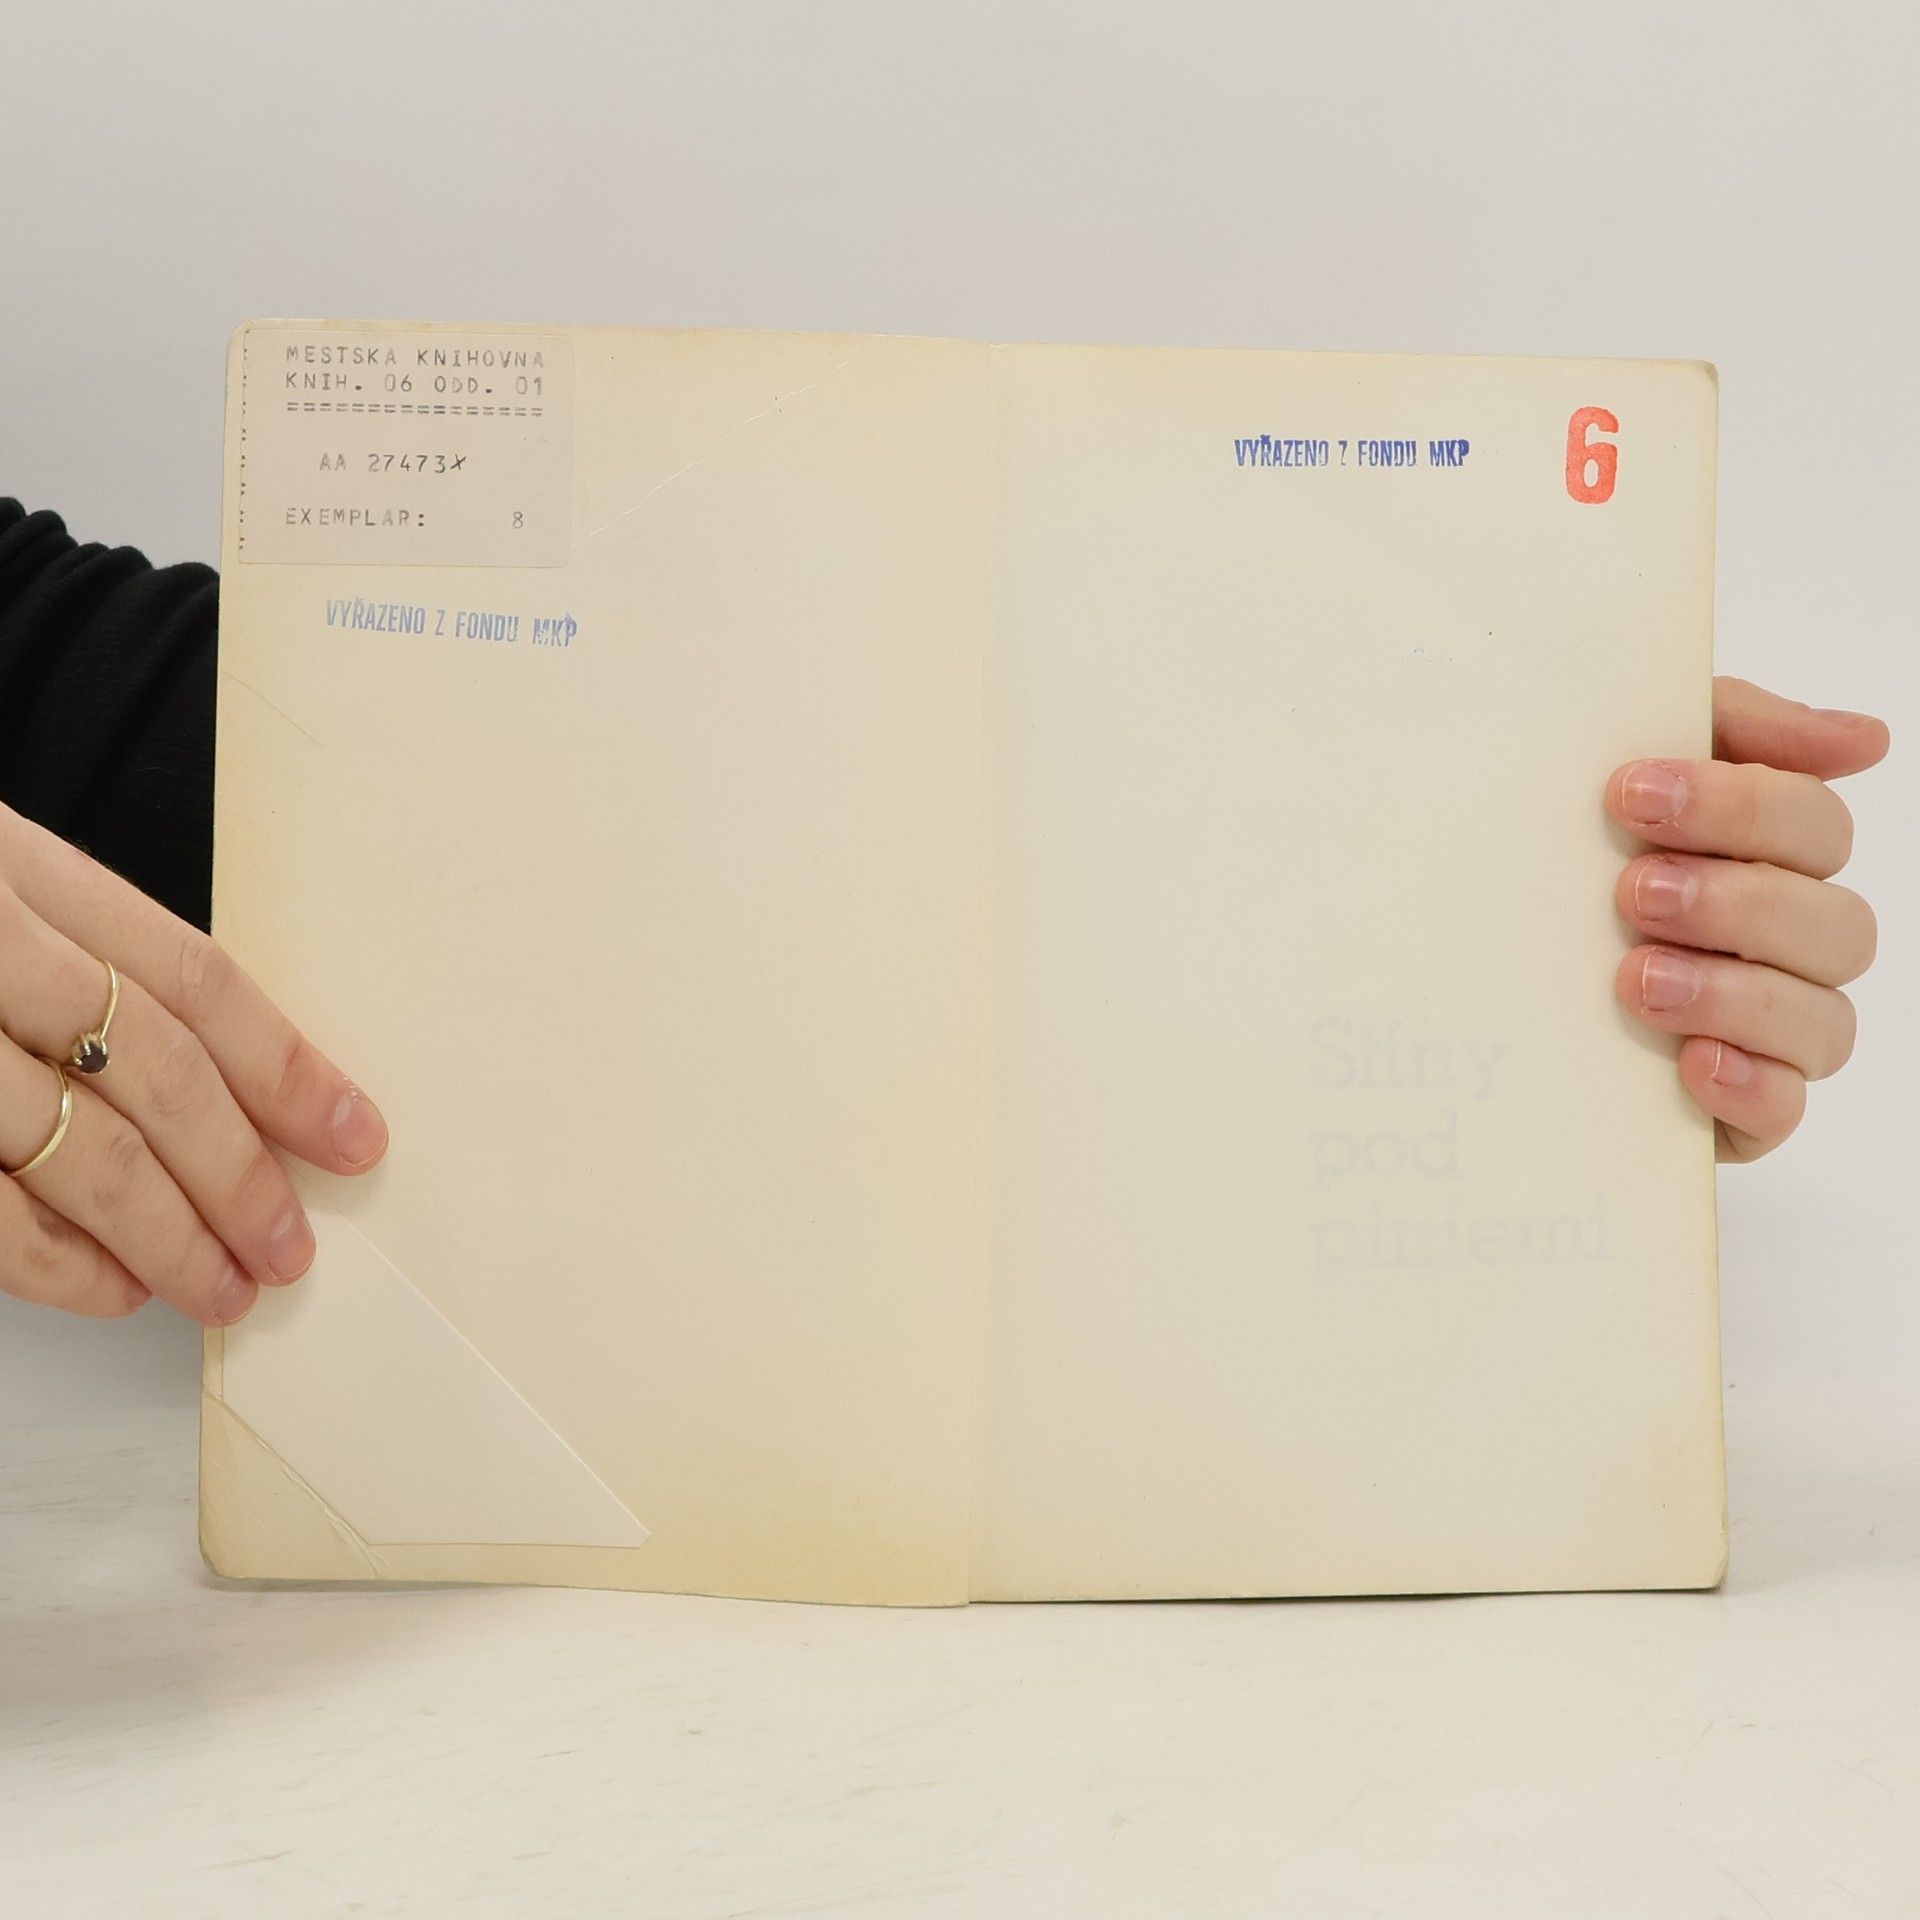 MESTSKA KNIHOVNA
KNIH. 06 ODD. 01
================
AA 27473X
EXEMPLAR: 8
VYŘAZENO Z FONDU MKP
VYŘAZENO Z FONDU MKP
6
Stíny
pod
piniemi